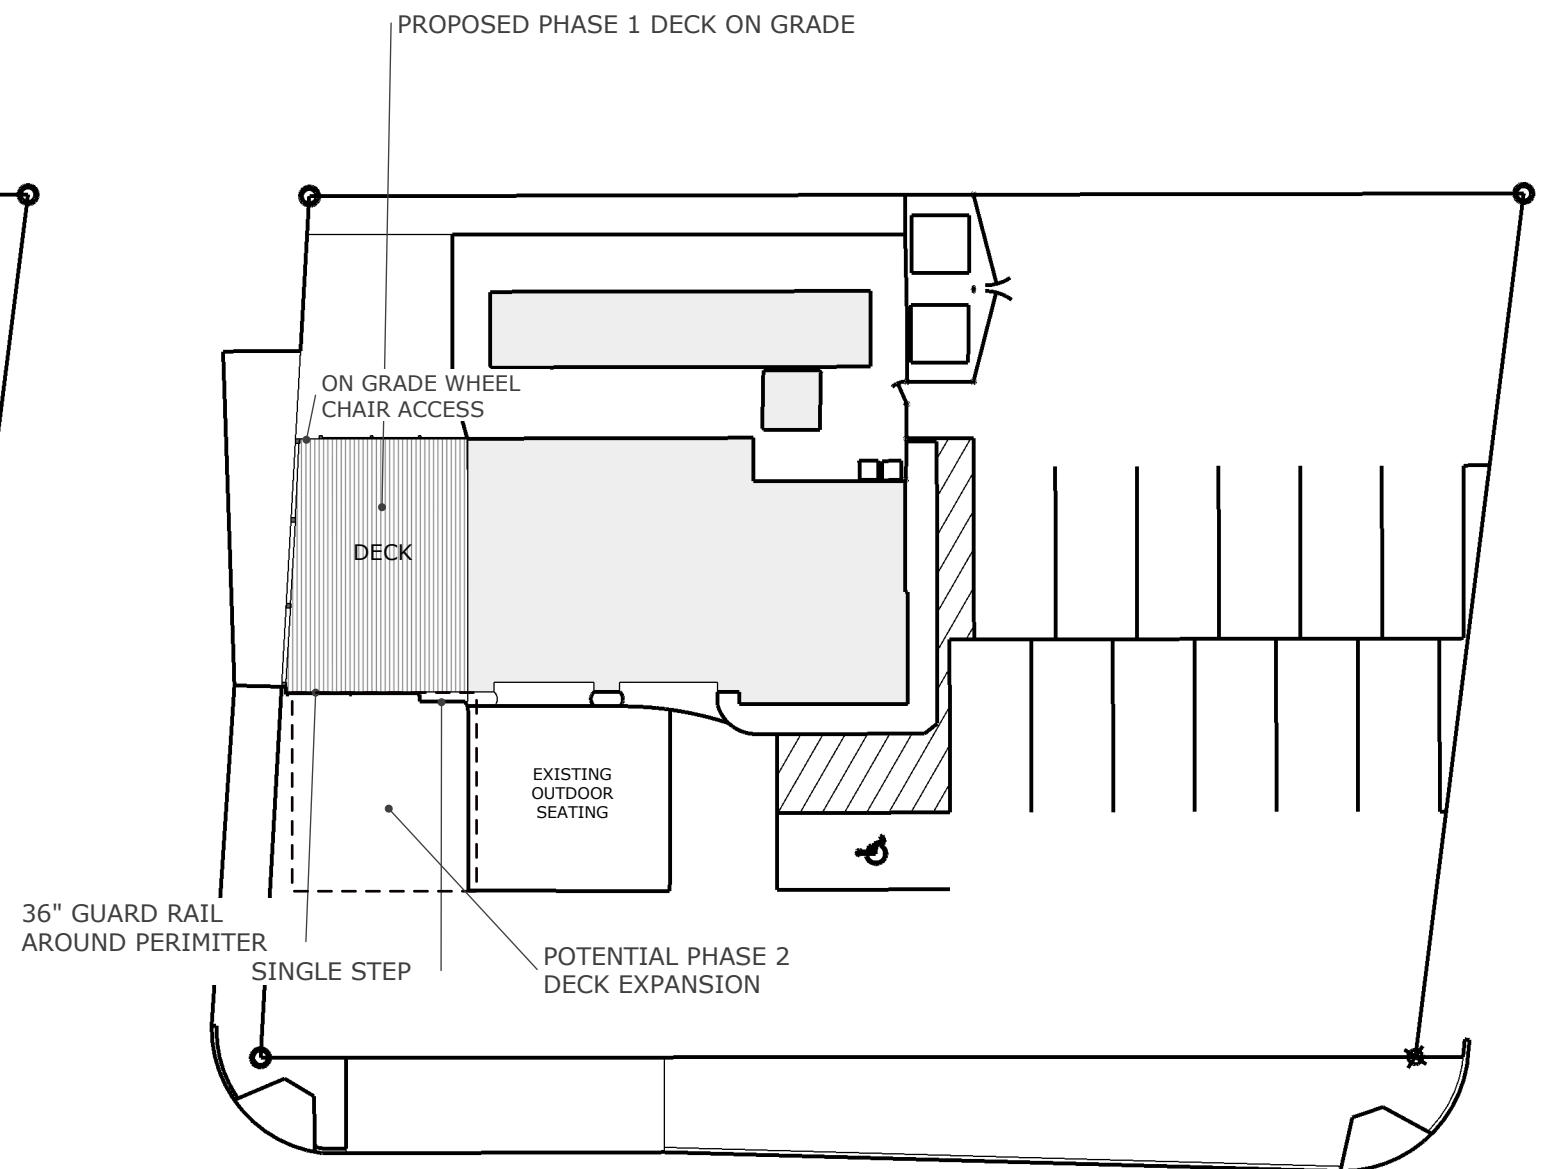 PROPOSED PHASE 1 DECK ON GRADE
ON GRADE WHEEL
CHAIR ACCESS
DECK
EXISTING
OUTDOOR
SEATING
36" GUARD RAIL
AROUND PERIMITER
SINGLE STEP
POTENTIAL PHASE 2
DECK EXPANSION